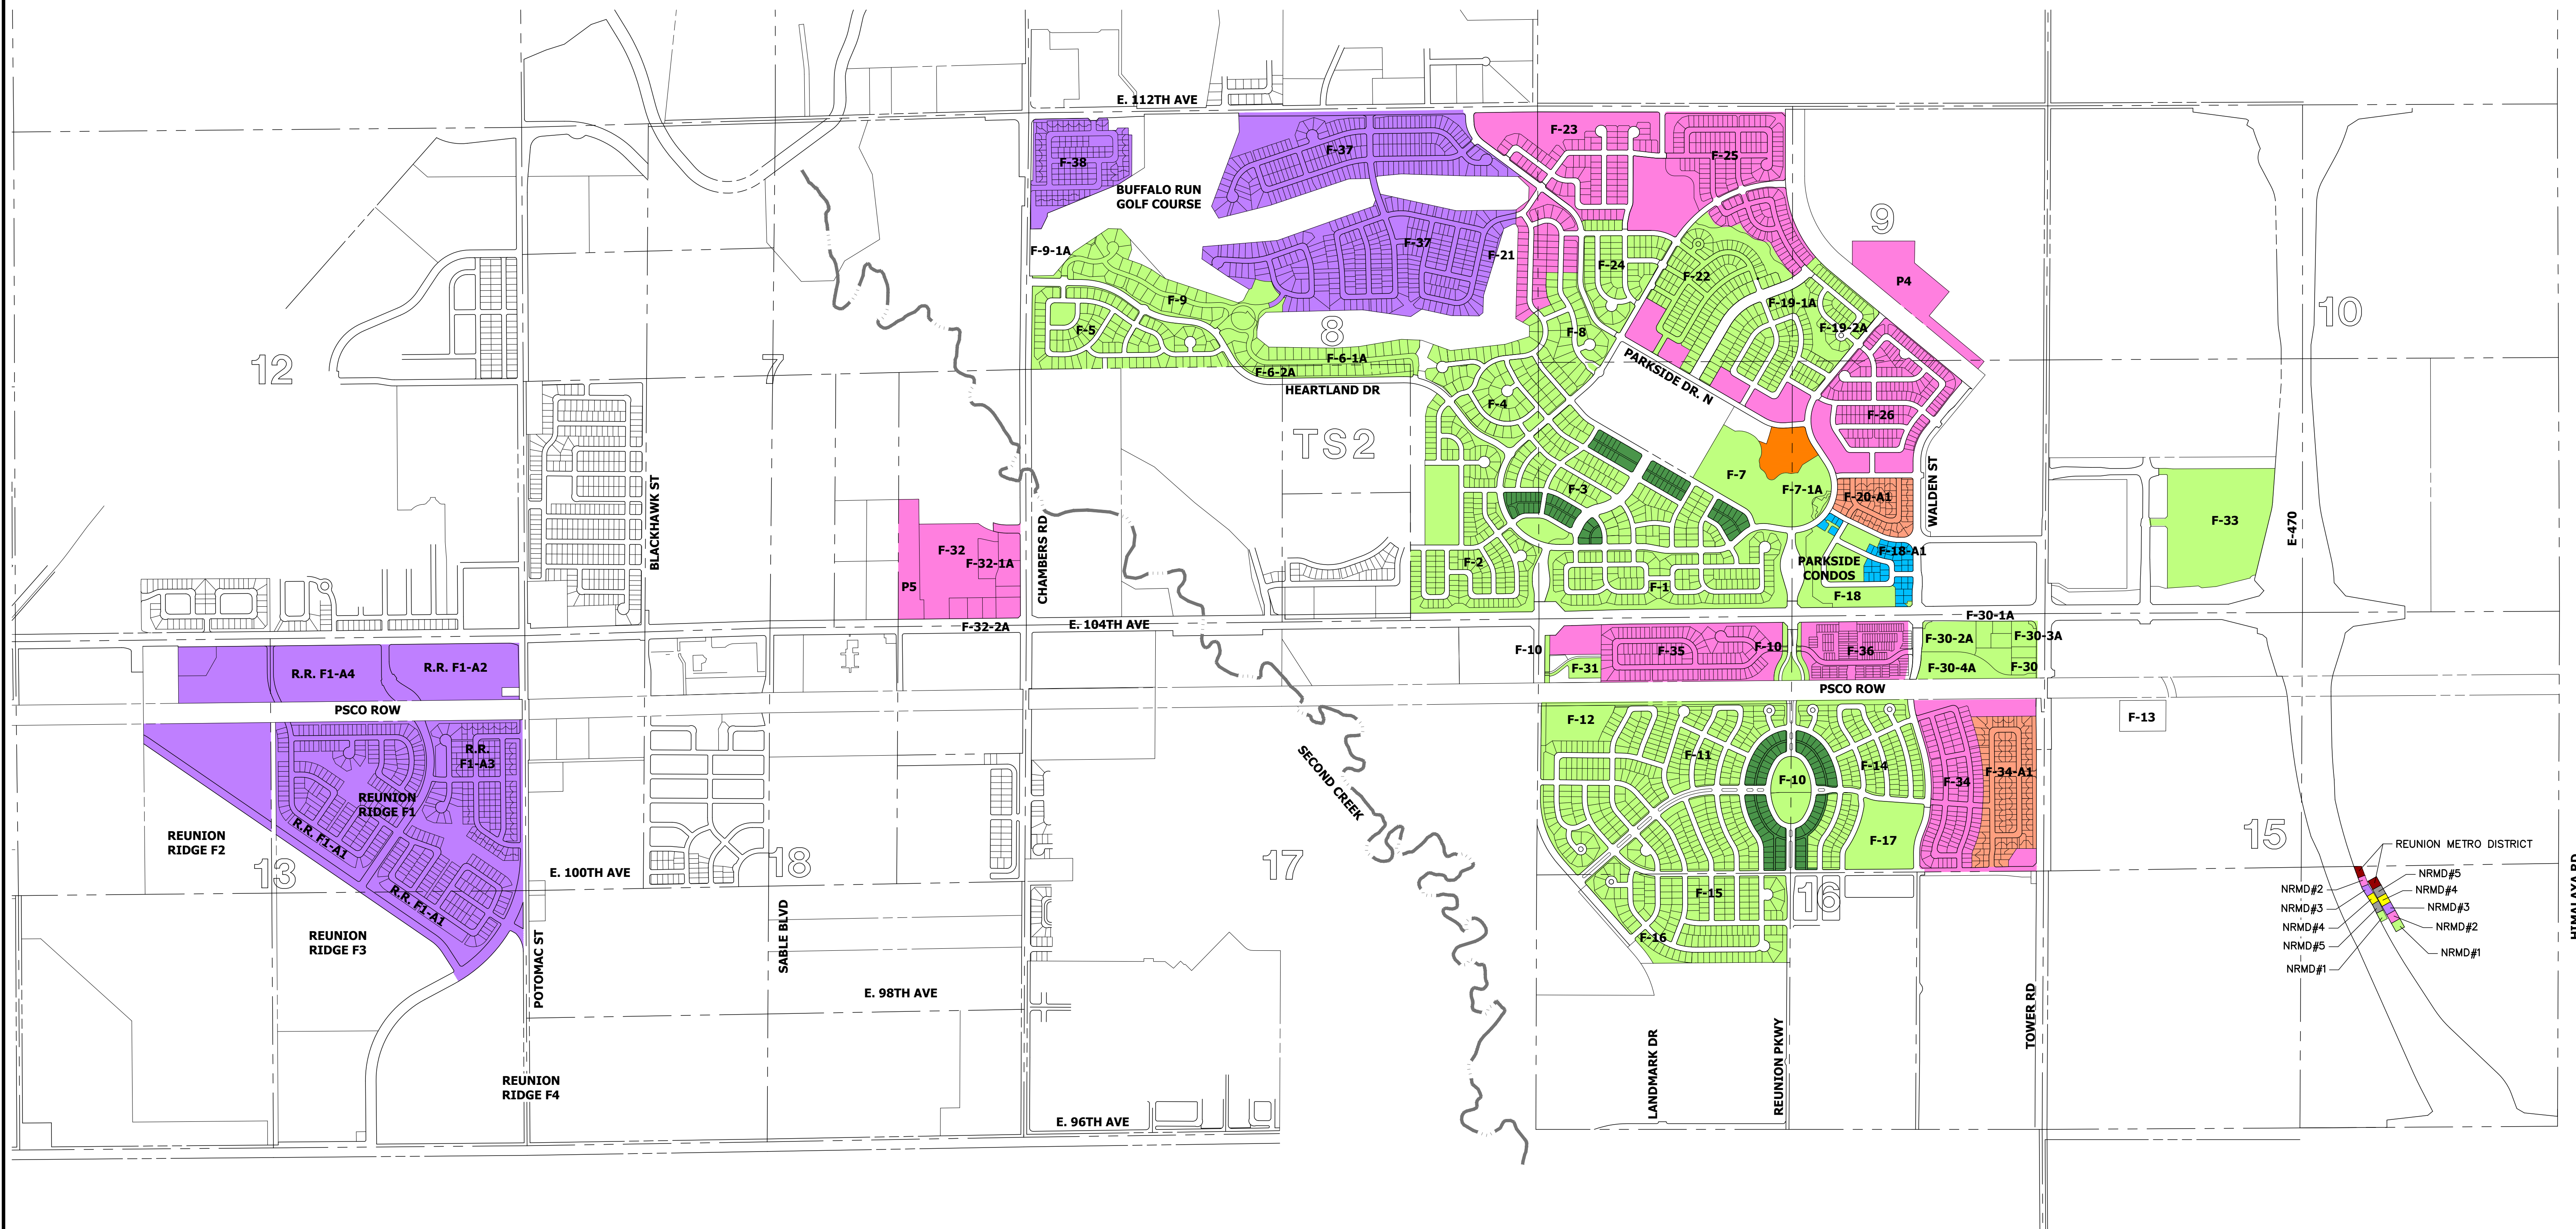 E. 112TH AVE
F-23
F-25
F-38
F-37
BUFFALO RUN
GOLF COURSE
9
F-9-1A
F-37
F-21
F-24
F-22
P4
F-9
F-19-1A
10
F-5
F-19-2A
8
F-8
F-6-1A
12
7
F-6-2A
PARKSIDE DR. N
HEARTLAND DR
F-4
F-26
TS2
F-7
WALDEN ST
F-3
F-7-1A
F-20-A1
BLACKHAWK ST
F-33
E-470
CHAMBERS RD
F-32
F-18-A1
F-32-1A
F-2
PARKSIDE
CONDOS
P5
F-1
F-18
F-30-1A
F-32-2A
E. 104TH AVE
F-30-2A
F-30-3A
F-10
F-35
F-10
F-36
R.R. F1-A4
R.R. F1-A2
F-31
F-30-4A
F-30
PSCO ROW
PSCO ROW
F-12
F-13
R.R.
F1-A3
F-11
SECOND CREEK
F-14
F-10
F-34
F-34-A1
REUNION
RIDGE F1
REUNION
RIDGE F2
R.R. F1-A1
F-17
15
REUNION METRO DISTRICT
13
18
17
E. 100TH AVE
R.R. F1-A1
F-15
16
HIMALAYA RD
NRMD#2
NRMD#3
NRMD#4
NRMD#5
NRMD#1
NRMD#5
NRMD#4
NRMD#3
NRMD#2
NRMD#1
REUNION
RIDGE F3
F-16
POTOMAC ST
SABLE BLVD
E. 98TH AVE
TOWER RD
LANDMARK DR
REUNION PKWY
REUNION
RIDGE F4
E. 96TH AVE